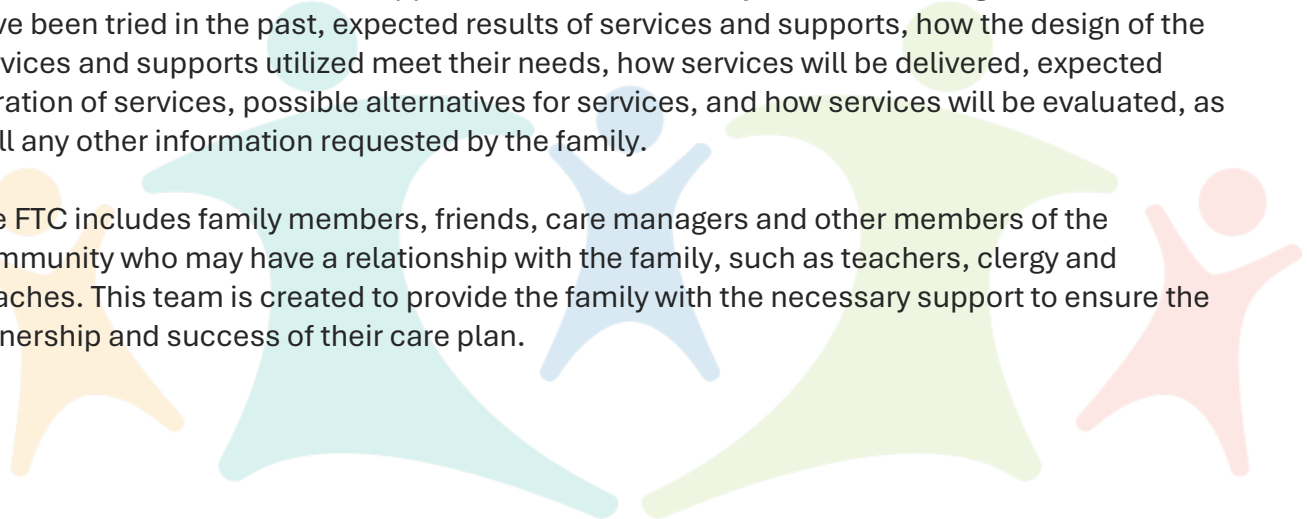 ve been tried in the past, expected results of services and supports, how the design of the
vices and supports utilized meet their needs, how services will be delivered, expected
ration of services, possible alternatives for services, and how services will be evaluated, as
ll any other information requested by the family.
e FTC includes family members, friends, care managers and other members of the
mmunity who may have a relationship with the family, such as teachers, clergy and
aches. This team is created to provide the family with the necessary support to ensure the
nership and success of their care plan.